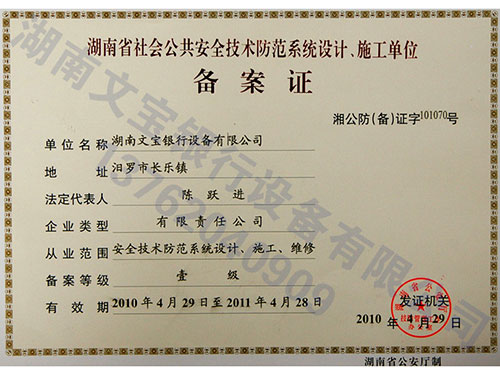 湖南省社会公共安全技术防范系统设计、施工单位
备案证
湘公防(备)证字101070号
单位名称 湖南文宝银行设备有限公司
地址 汨罗市长乐镇
法定代表人 陈跃进
企业类型 有限责任公司
从业范围 安全技术防范系统设计、施工、维修
备案等级 壹级
有效期 2010年4月29日至2011年4月28日
发证机关
2010年4月29日
湖南省公安厅制
湖南文宝银行设备有限公司
13762040909